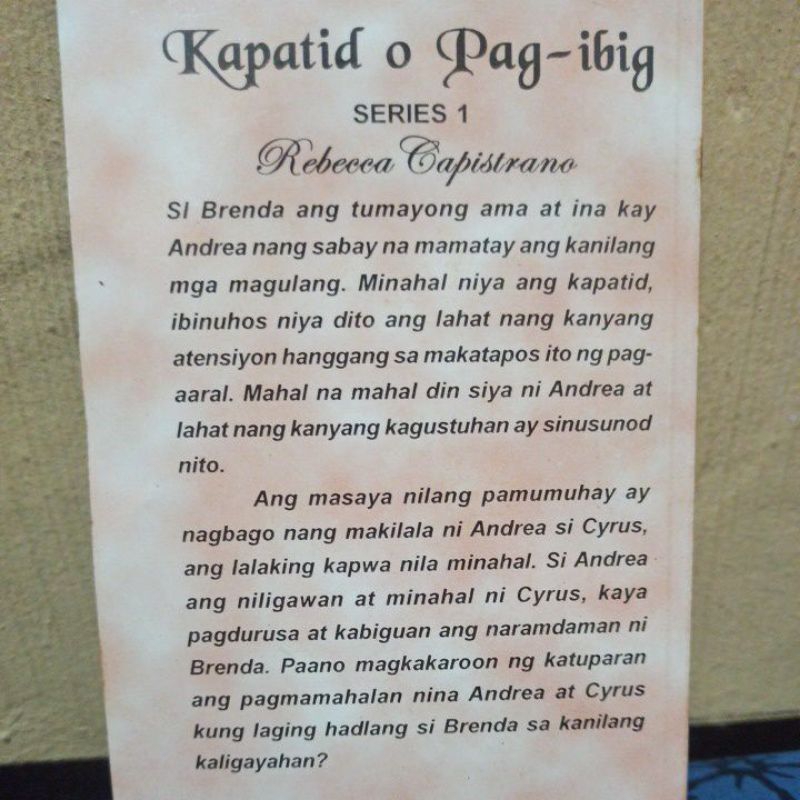 Kapatid o Pag-ibig
SERIES 1
Rebecca Capistrano
SI Brenda ang tumayong ama at ina kay
Andrea nang sabay na mamatay ang kanilang
mga magulang. Minahal niya ang kapatid,
ibinuhos niya dito ang lahat nang kanyang
atensiyon hanggang sa makatapos ito ng pag-
aaral. Mahal na mahal din siya ni Andrea at
lahat nang kanyang kagustuhan ay sinusunod
nito.
Ang masaya nilang pamumuhay ay
nagbago nang makilala ni Andrea si Cyrus,
ang lalaking kapwa nila minahal. Si Andrea
ang niligawan at minahal ni Cyrus, kaya
pagdurusa at kabiguan ang naramdaman ni
Brenda. Paano magkakaroon ng katuparan
ang pagmamahalan nina Andrea at Cyrus
kung laging hadlang si Brenda sa kanilang
kaligayahan?